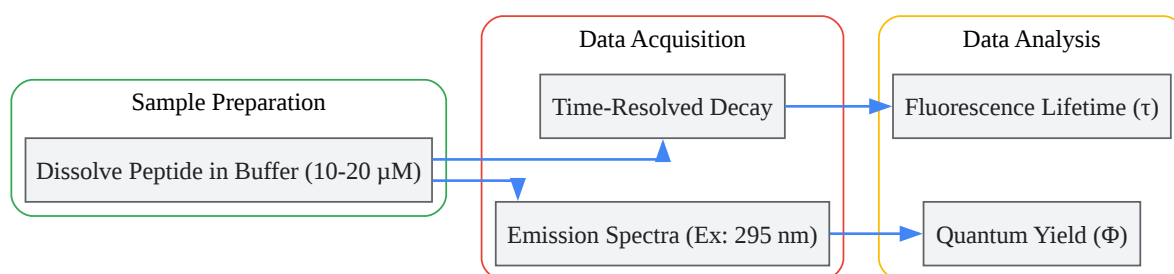 Sample Preparation
Dissolve Peptide in Buffer (10-20 µM)
Data Acquisition
Time-Resolved Decay
Emission Spectra (Ex: 295 nm)
Data Analysis
Fluorescence Lifetime (τ)
Quantum Yield (Φ)